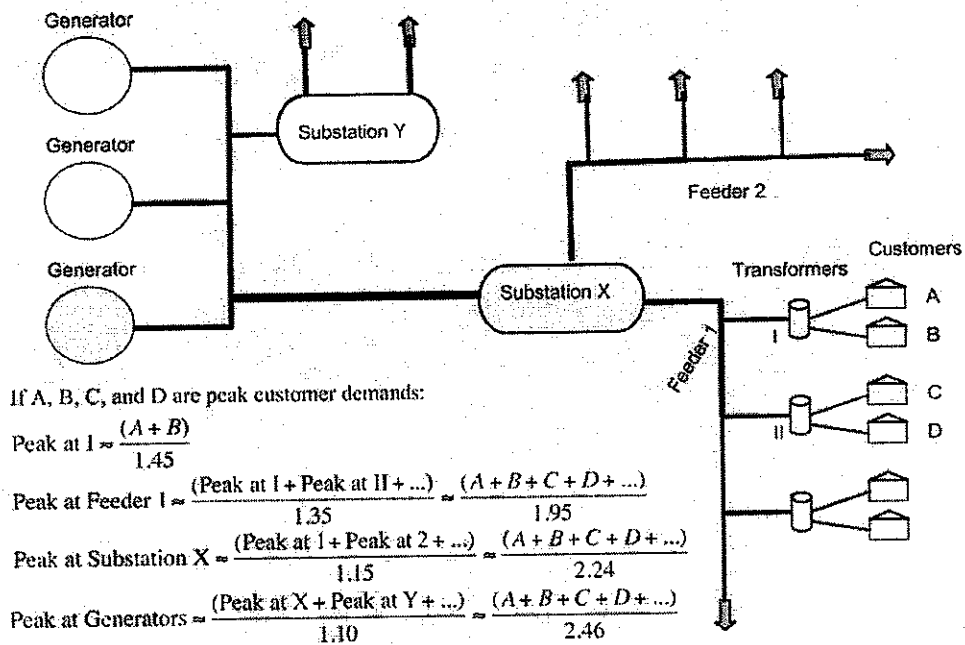 Generator
Generator
Generator
Substation Y
Feeder 2
Substation X
Feeder 1
Transformers
Customers
I
A
B
II
C
D
If A, B, C, and D are peak customer demands:
Peak at I ≈ (A + B) / 1.45
Peak at Feeder 1 ≈ (Peak at I + Peak at II + ...) / 1.35 ≈ (A + B + C + D + ...) / 1.95
Peak at Substation X ≈ (Peak at 1 + Peak at 2 + ...) / 1.15 ≈ (A + B + C + D + ...) / 2.24
Peak at Generators ≈ (Peak at X + Peak at Y + ...) / 1.10 ≈ (A + B + C + D + ...) / 2.46